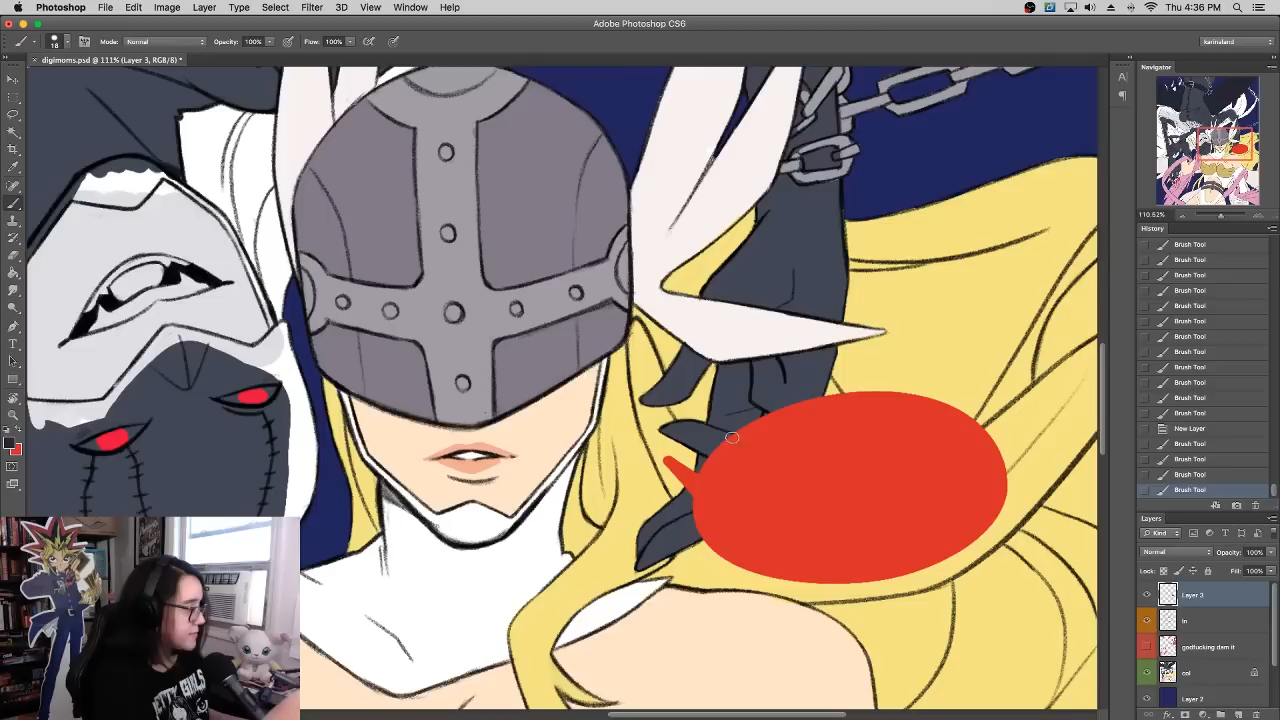 Photoshop File Edit Image Layer Type Select Filter 3D View Window Help
Thu 4:36 PM
Adobe Photoshop CS6
18 Mode: Normal Opacity: 100% Flow: 100% karinaland
digimoms.psd @ 111% (Layer 3, RGB/8) *
Navigator
110.52%
History
Brush Tool
Brush Tool
Brush Tool
Brush Tool
Brush Tool
Brush Tool
Brush Tool
Brush Tool
Brush Tool
Brush Tool
Brush Tool
Brush Tool
New Layer
Brush Tool
Brush Tool
Brush Tool
Brush Tool
Layers
Kind
Normal Opacity: 100%
Lock: Fill: 100%
Layer 3
godfucking dam it
col
Layer 2